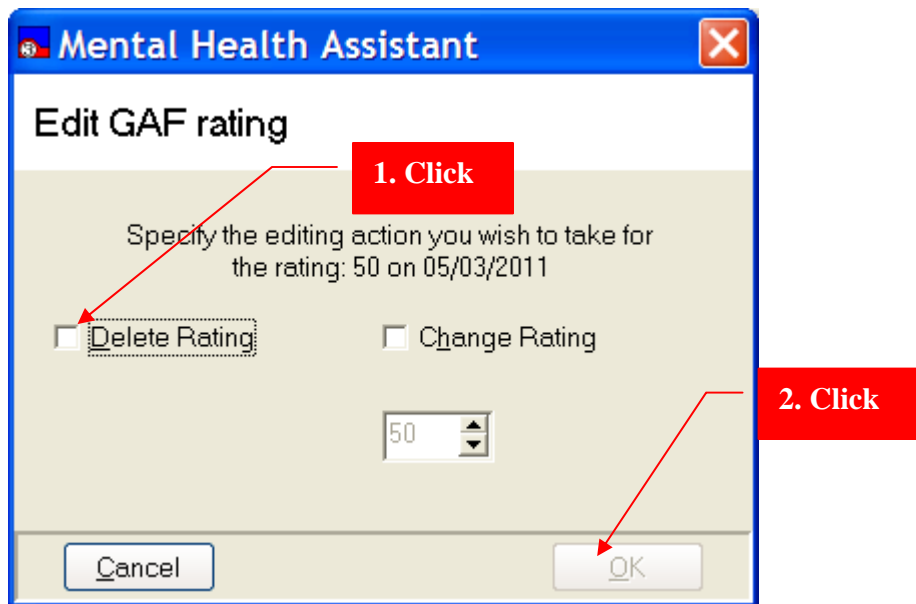 Mental Health Assistant
Edit GAF rating
1. Click
Specify the editing action you wish to take for
the rating: 50 on 05/03/2011
Delete Rating
Change Rating
50
2. Click
Cancel
OK